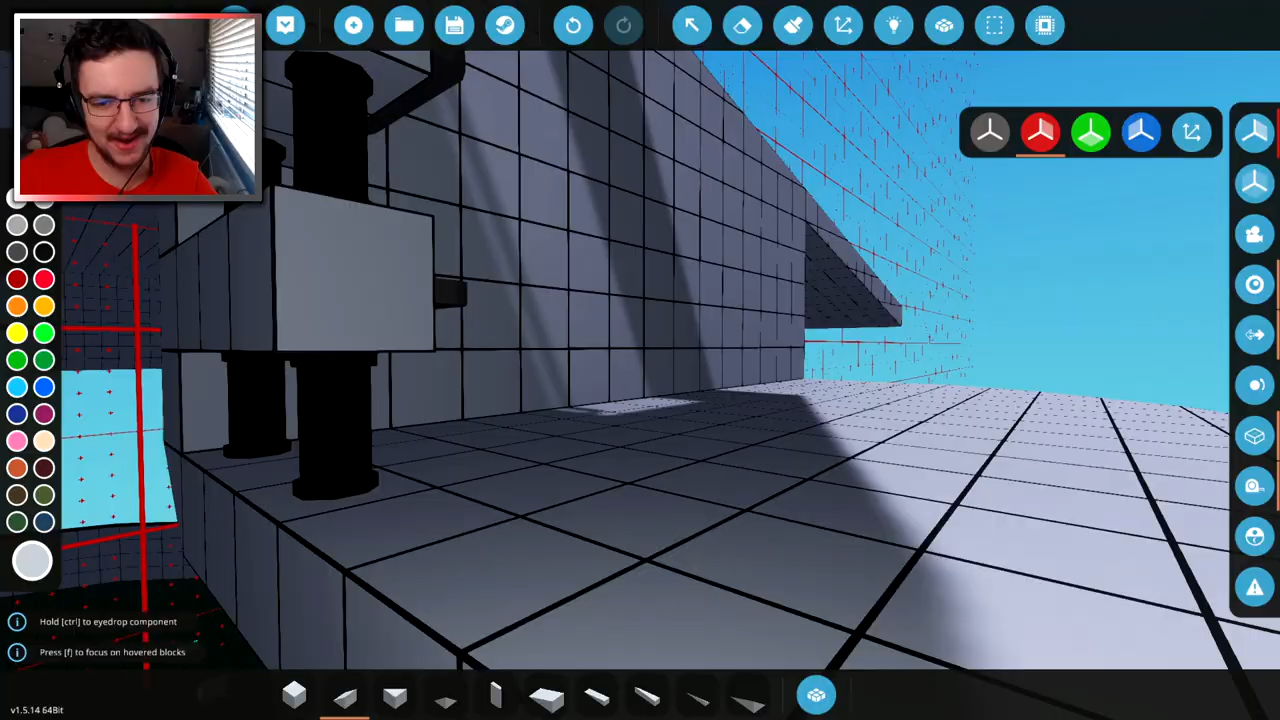 Hold [ctrl] to eyedrop component
Press [f] to focus on hovered blocks
v1.5.14 64Bit